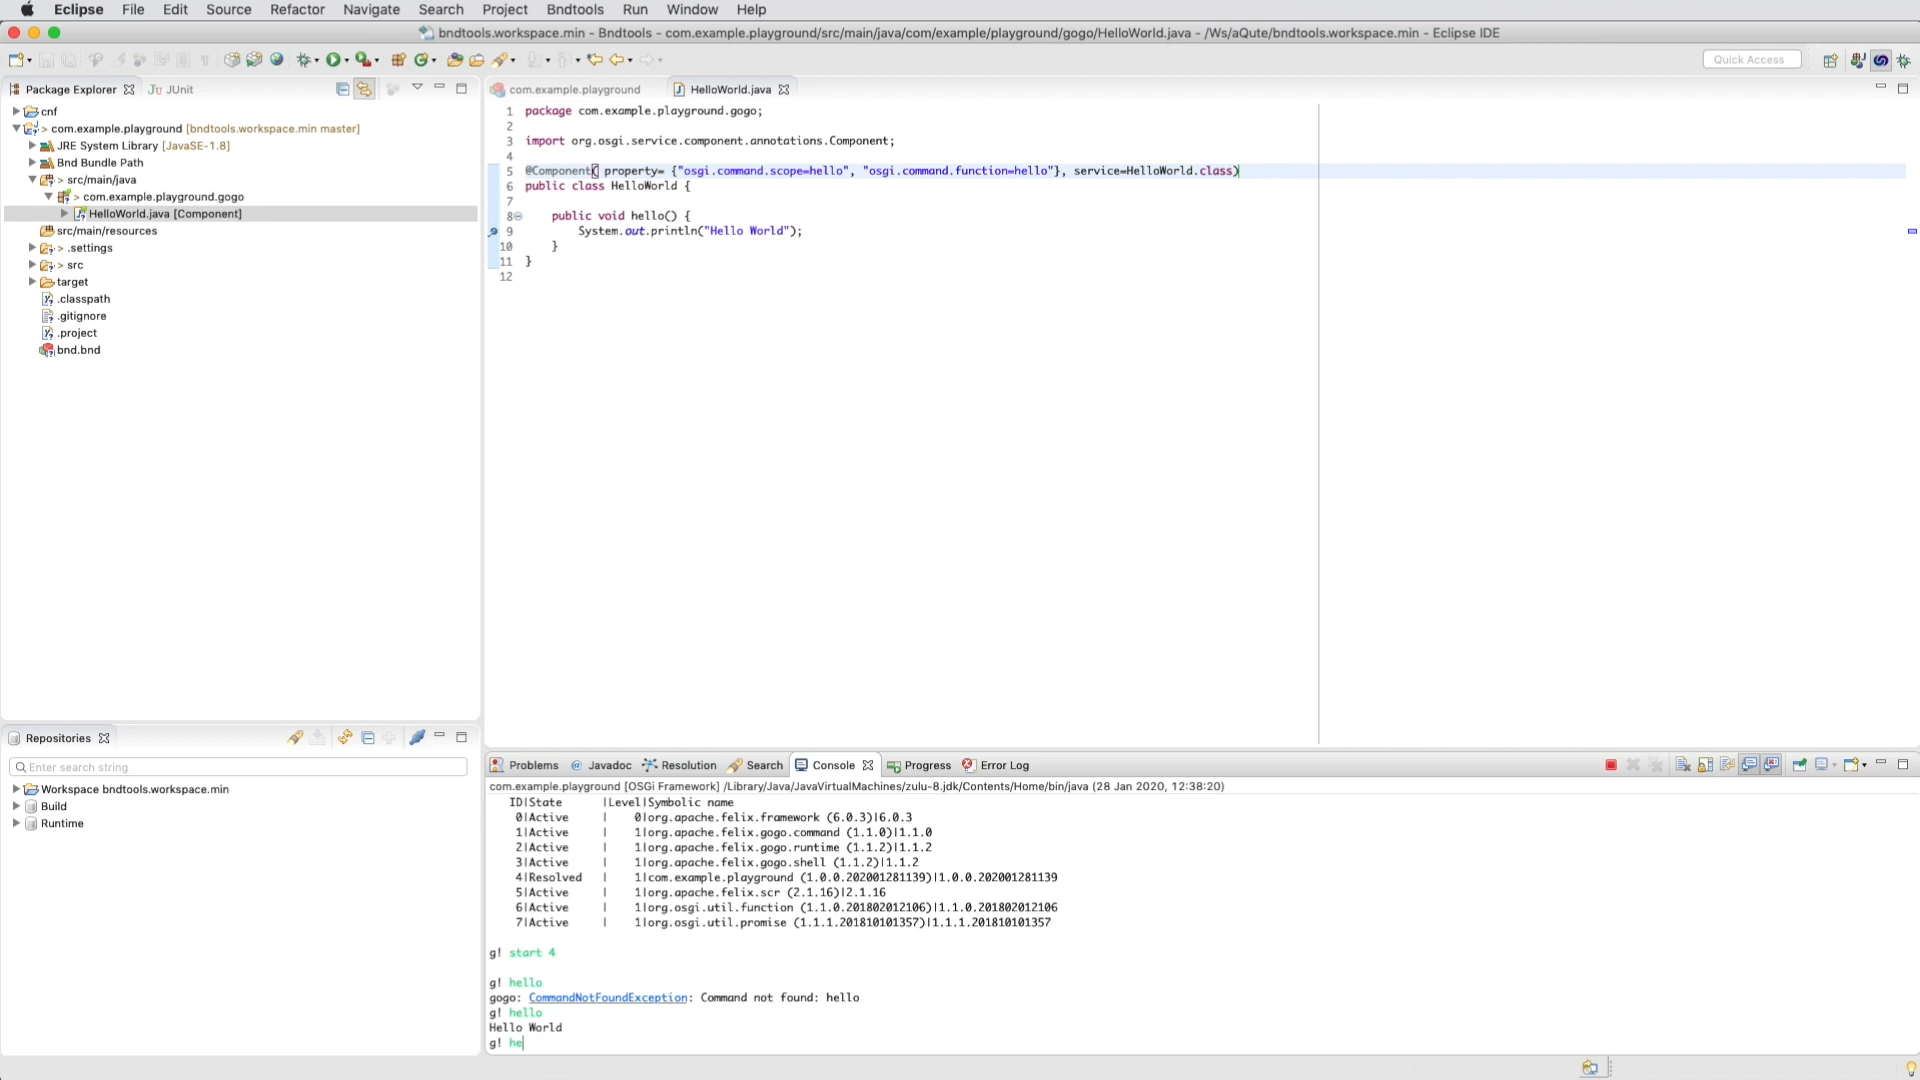 Eclipse File Edit Source Refactor Navigate Search Project Bndtools Run Window Help
bndtools.workspace.min - Bndtools - com.example.playground/src/main/java/com/example/playground/gogo/HelloWorld.java - /Ws/aQute/bndtools.workspace.min - Eclipse IDE
Quick Access
Package Explorer JUnit
cnf
> com.example.playground [bndtools.workspace.min master]
JRE System Library [JavaSE-1.8]
Bnd Bundle Path
> src/main/java
> com.example.playground.gogo
HelloWorld.java [Component]
src/main/resources
> .settings
> src
target
.classpath
.gitignore
.project
bnd.bnd
com.example.playground HelloWorld.java
1 package com.example.playground.gogo;
2
3 import org.osgi.service.component.annotations.Component;
4
5 @Component( property= {"osgi.command.scope=hello", "osgi.command.function=hello"}, service=HelloWorld.class)
6 public class HelloWorld {
7
8 public void hello() {
9 System.out.println("Hello World");
10 }
11 }
12
Repositories
Enter search string
Workspace bndtools.workspace.min
Build
Runtime
Problems @ Javadoc Resolution Search Console Progress Error Log
com.example.playground [OSGi Framework] /Library/Java/JavaVirtualMachines/zulu-8.jdk/Contents/Home/bin/java (28 Jan 2020, 12:38:20)
ID|State |Level|Symbolic name
0|Active | 0|org.apache.felix.framework (6.0.3)|6.0.3
1|Active | 1|org.apache.felix.gogo.command (1.1.0)|1.1.0
2|Active | 1|org.apache.felix.gogo.runtime (1.1.2)|1.1.2
3|Active | 1|org.apache.felix.gogo.shell (1.1.2)|1.1.2
4|Resolved | 1|com.example.playground (1.0.0.202001281139)|1.0.0.202001281139
5|Active | 1|org.apache.felix.scr (2.1.16)|2.1.16
6|Active | 1|org.osgi.util.function (1.1.0.201802012106)|1.1.0.201802012106
7|Active | 1|org.osgi.util.promise (1.1.1.201810101357)|1.1.1.201810101357
g! start 4
g! hello
gogo: CommandNotFoundException: Command not found: hello
g! hello
Hello World
g! he